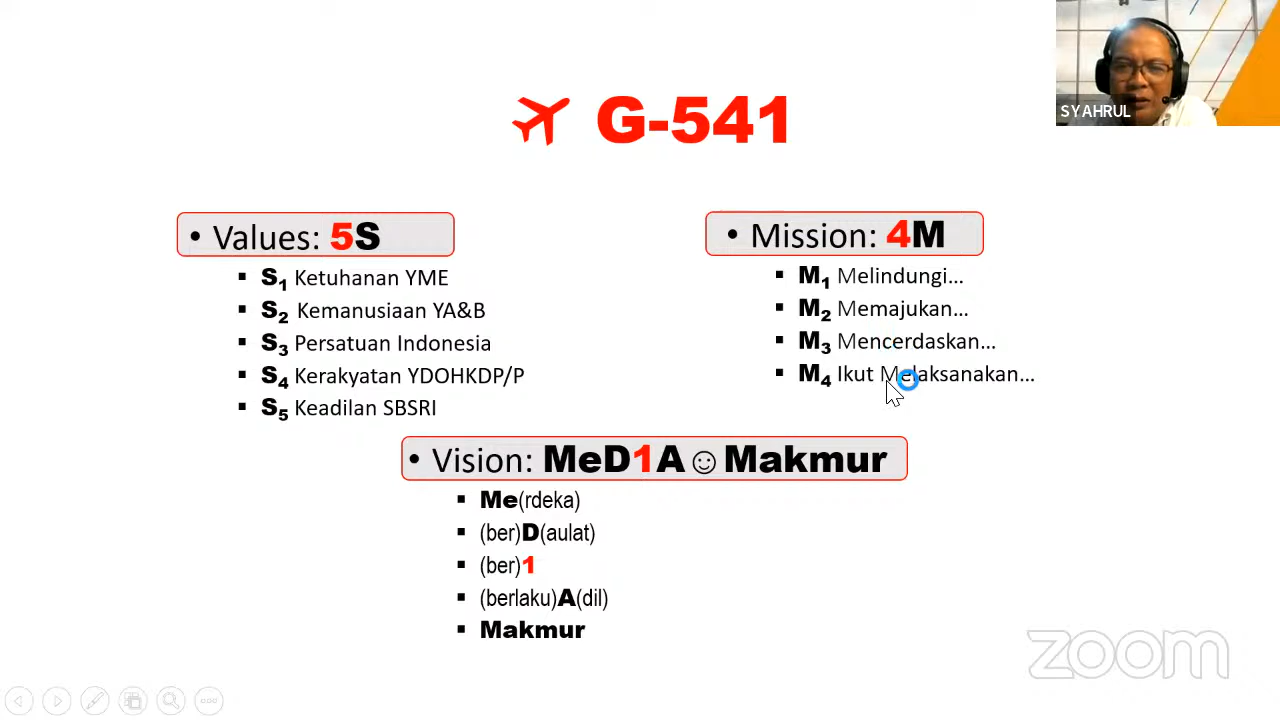 G-541
SYAHRUL
• Values: 5S
▪ S1 Ketuhanan YME
▪ S2 Kemanusiaan YA&B
▪ S3 Persatuan Indonesia
▪ S4 Kerakyatan YDOHKDP/P
▪ S5 Keadilan SBSRI
• Mission: 4M
▪ M1 Melindungi...
▪ M2 Memajukan...
▪ M3 Mencerdaskan...
▪ M4 Ikut Melaksanakan...
• Vision: MeD1A☺Makmur
▪ Me(rdeka)
▪ (ber)D(aulat)
▪ (ber)1
▪ (berlaku)A(dil)
▪ Makmur
zoom